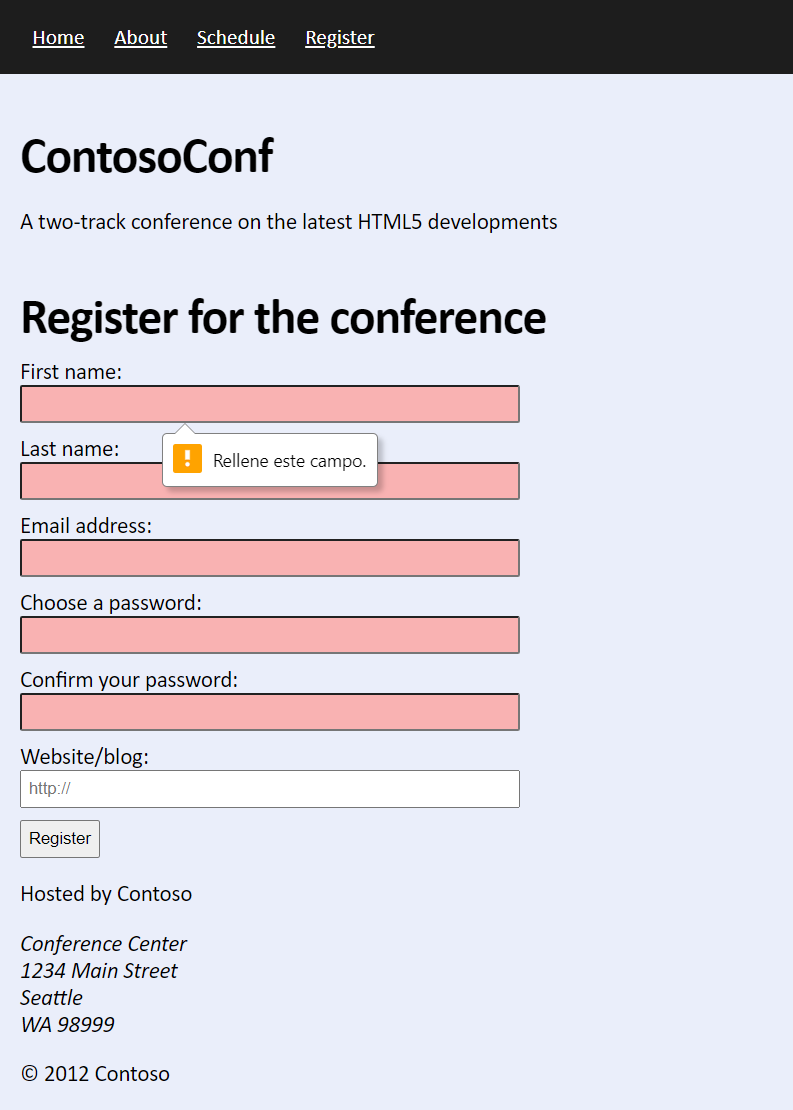 Home About Schedule Register
ContosoConf
A two-track conference on the latest HTML5 developments
Register for the conference
First name:
Rellene este campo.
Last name:
Email address:
Choose a password:
Confirm your password:
Website/blog:
http://
Register
Hosted by Contoso
Conference Center
1234 Main Street
Seattle
WA 98999
© 2012 Contoso